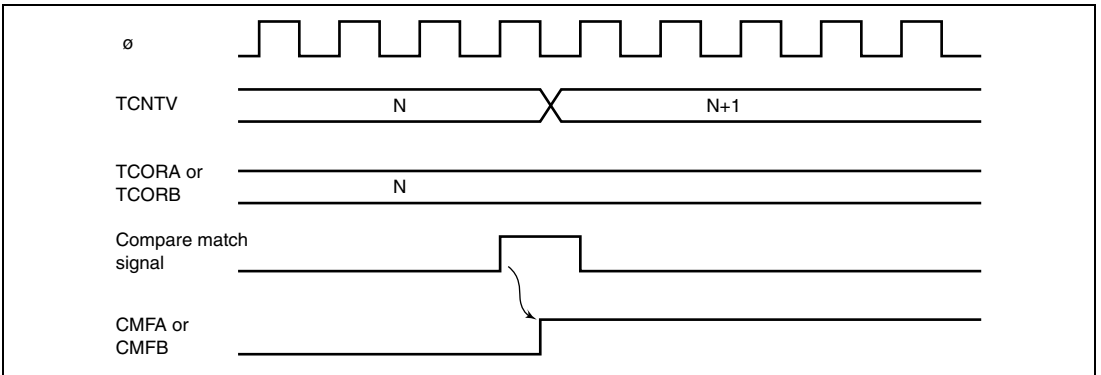 ø
TCNTV
N
N+1
TCORA or
TCORB
N
Compare match
signal
CMFA or
CMFB